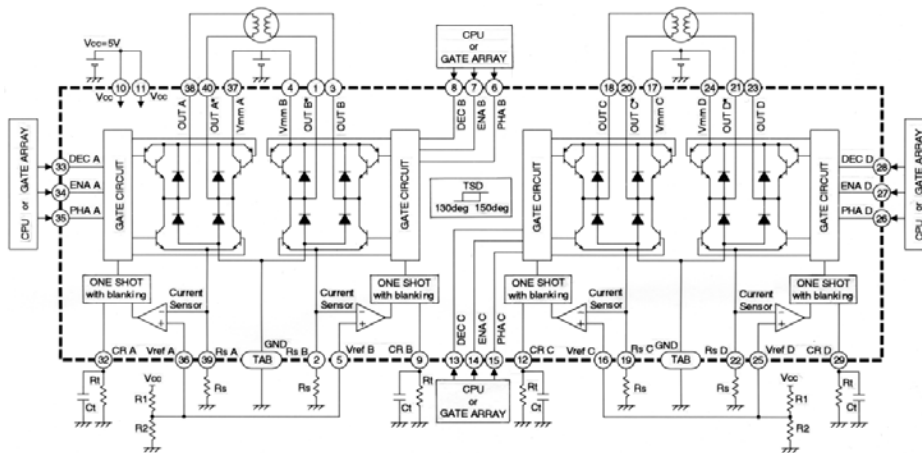 Vcc=5V
CPU
or
GATE ARRAY
38
40
37
4
1
3
8
7
6
18
20
17
24
21
23
10
11
Vcc
Vcc
OUT A
OUT A*
Vmm A
Vmm B
OUT B*
OUT B
DEC B
ENA B
PHA B
OUT C
OUT C*
Vmm C
Vmm D
OUT D*
OUT D
CPU or GATE ARRAY
33
DEC A
34
ENA A
35
PHA A
GATE CIRCUIT
GATE CIRCUIT
TSD
130deg 150deg
GATE CIRCUIT
GATE CIRCUIT
DEC D
28
ENA D
27
PHA D
26
CPU or GATE ARRAY
ONE SHOT
with blanking
Current
Sensor
ONE SHOT
with blanking
Current
Sensor
ONE SHOT
with blanking
Current
Sensor
ONE SHOT
with blanking
Current
Sensor
DEC C
ENA C
PHA C
32
CR A
Vref A
36
39
Rs A
GND
TAB
Rs B
2
5
Vref B
CR B
9
13
14
15
12
CR C
Vref C
16
19
Rs C
GND
TAB
Rs D
22
25
Vref D
CR D
29
Rt
Ct
Vcc
R1
R2
Rs
Rs
Rt
Ct
CPU
or
GATE ARRAY
Rt
Ct
Rs
Rs
Vcc
R1
R2
Rt
Ct